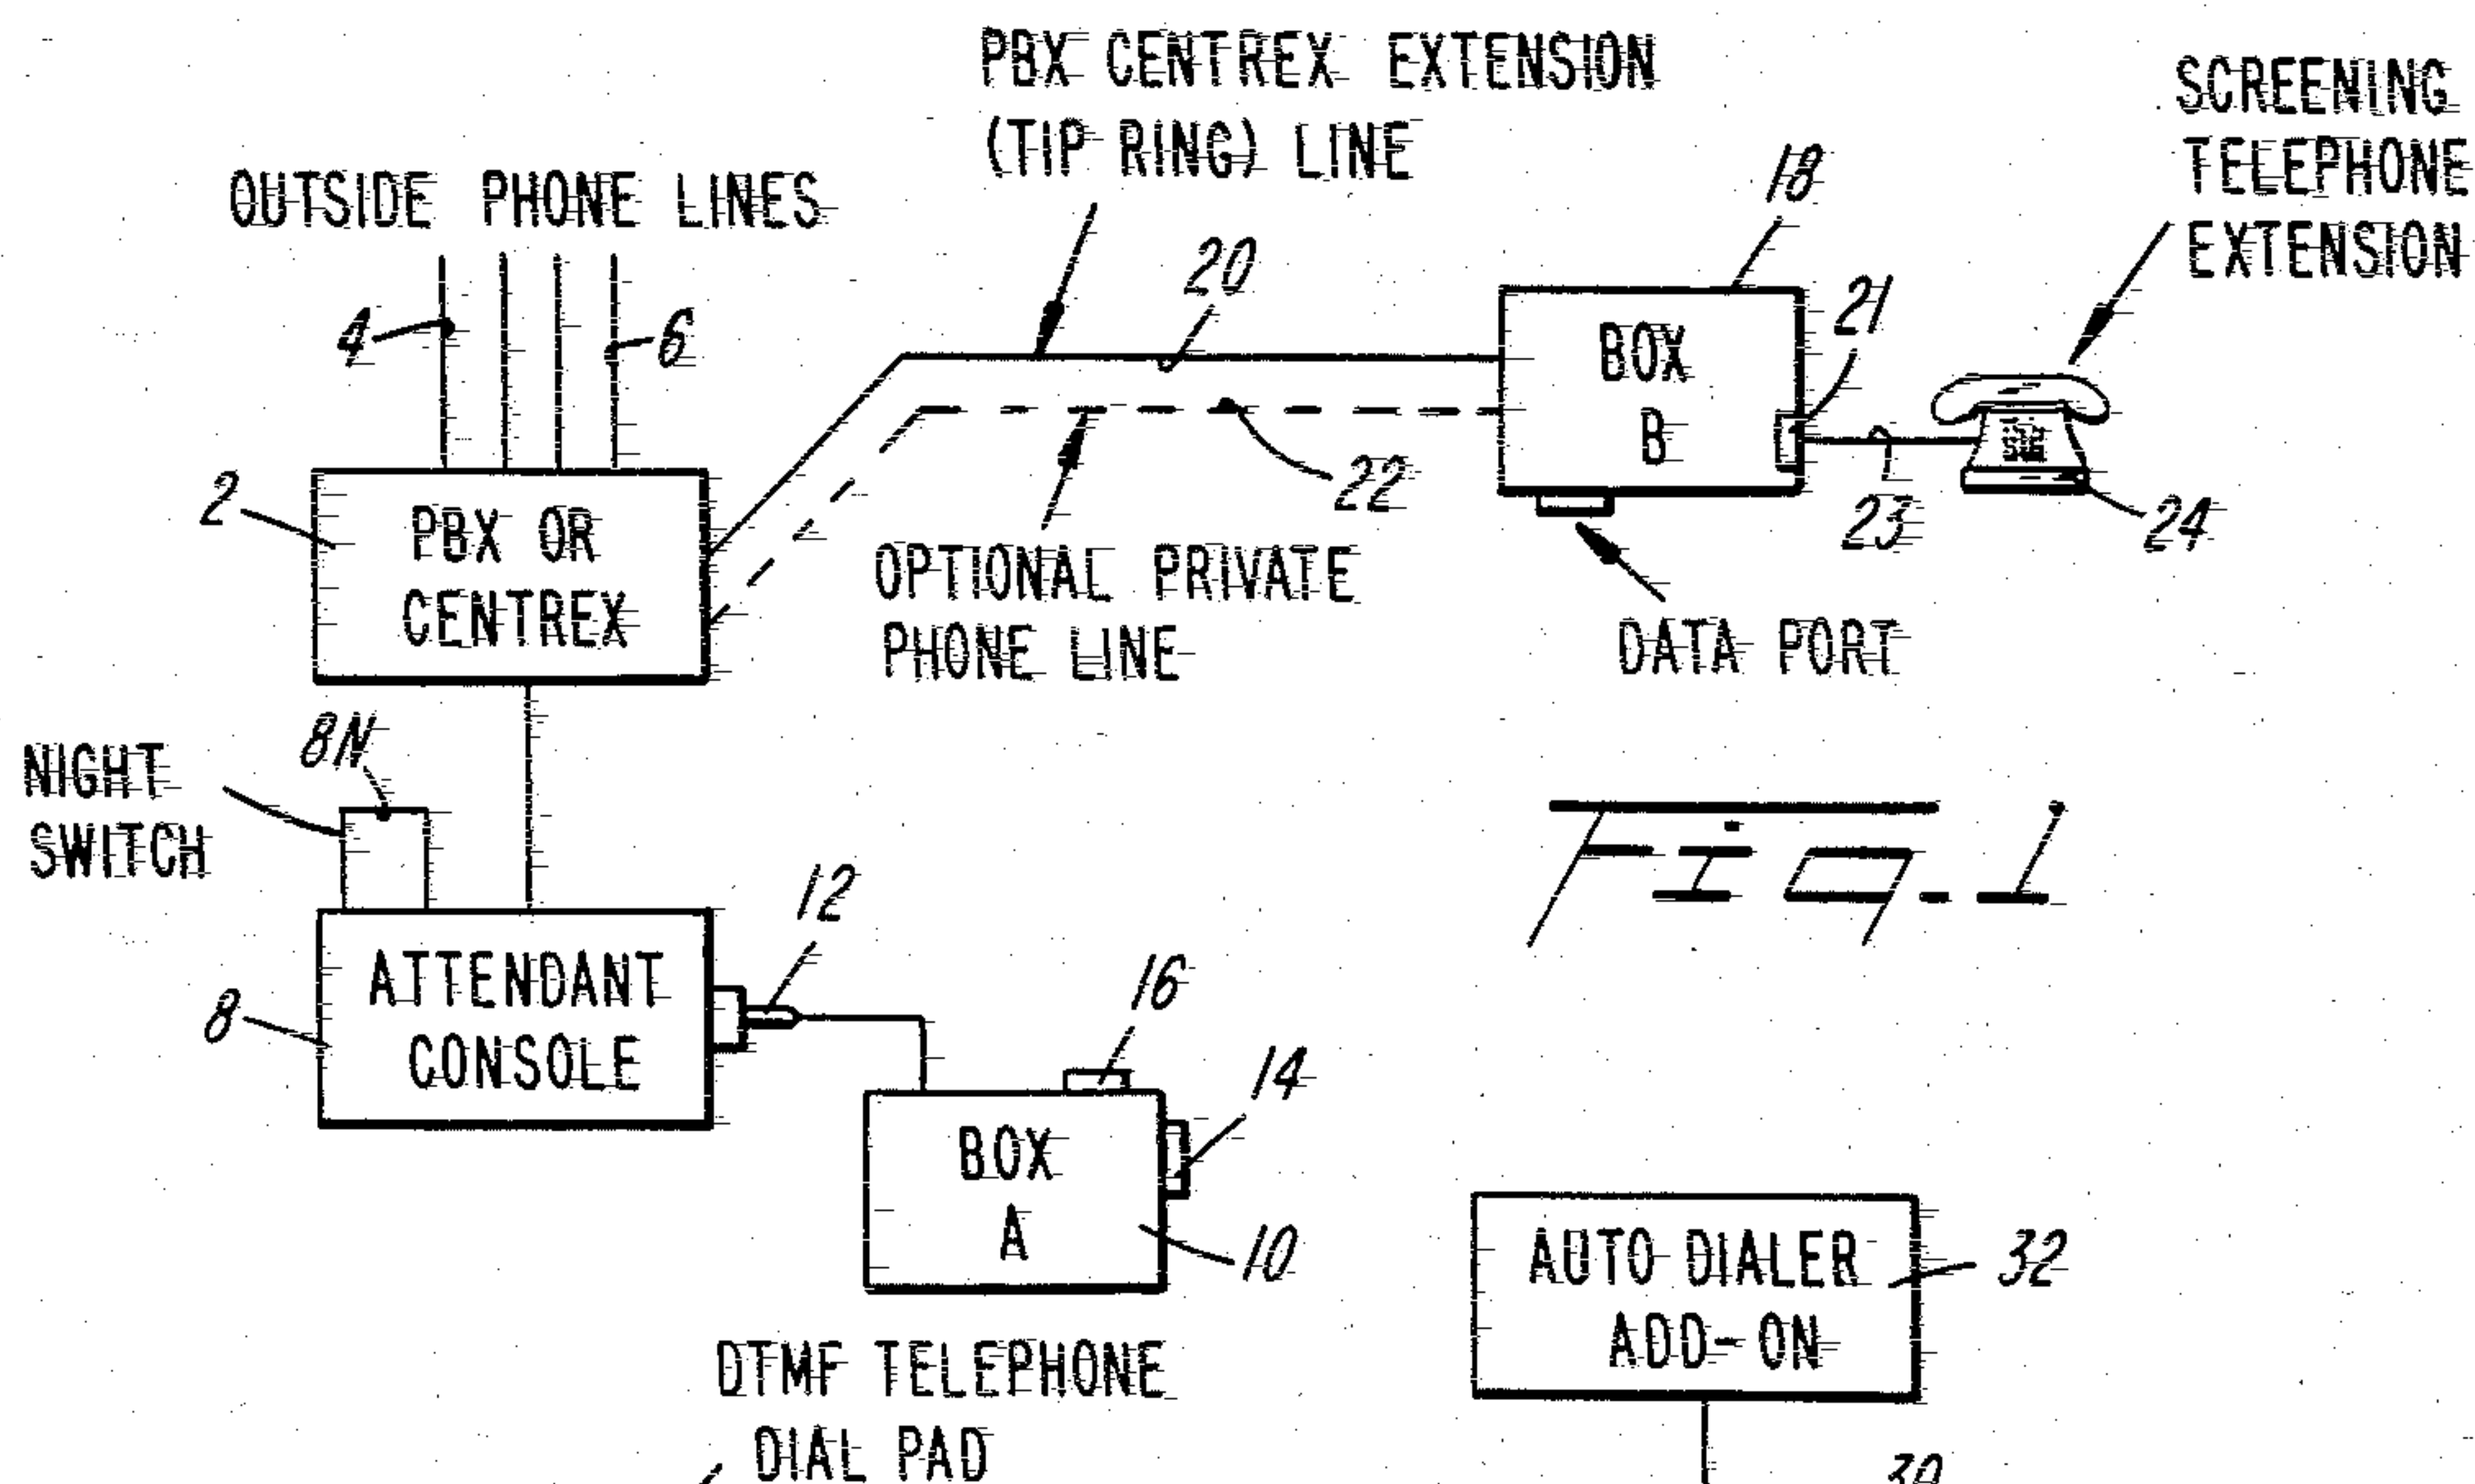 PBX CENTREX EXTENSION
(TIP RING) LINE
SCREENING
TELEPHONE
EXTENSION
OUTSIDE PHONE LINES
18
20
21
4
6
BOX
B
2
PBX OR
CENTREX
22
23
24
OPTIONAL PRIVATE
PHONE LINE
DATA PORT
8N
NIGHT
SWITCH
Fig. 1
12
ATTENDANT
CONSOLE
8
16
14
BOX
A
10
AUTO DIALER
ADD-ON
32
DTMF TELEPHONE
DIAL PAD